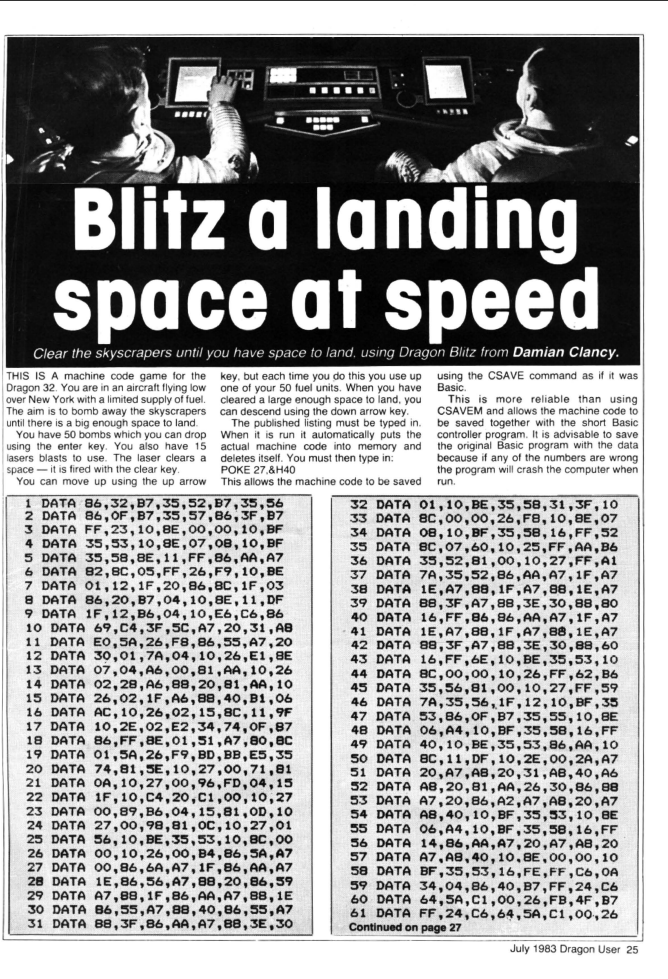 Blitz a landing
space at speed
Clear the skyscrapers until you have space to land, using Dragon Blitz from Damian Clancy.
THIS IS A machine code game for the
Dragon 32. You are in an aircraft flying low
over New York with a limited supply of fuel.
The aim is to bomb away the skyscrapers
until there is a big enough space to land.
You have 50 bombs which you can drop
using the enter key. You also have 15
lasers blasts to use. The laser clears a
space — it is fired with the clear key.
You can move up using the up arrow
key, but each time you do this you use up
one of your 50 fuel units. When you have
cleared a large enough space to land, you
can descend using the down arrow key.
The published listing must be typed in.
When it is run it automatically puts the
actual machine code into memory and
deletes itself. You must then type in:
POKE 27,&H40
This allows the machine code to be saved
using the CSAVE command as if it was
Basic.
This is more reliable than using
CSAVEM and allows the machine code to
be saved together with the short Basic
controller program. It is advisable to save
the original Basic program with the data
because if any of the numbers are wrong
the program will crash the computer when
run.
1 DATA 86,32,B7,35,52,B7,35,56
2 DATA 86,0F,B7,35,57,86,3F,B7
3 DATA FF,23,10,8E,00,00,10,BF
4 DATA 35,53,10,8E,07,08,10,BF
5 DATA 35,58,8E,11,FF,86,AA,A7
6 DATA 82,8C,05,FF,26,F9,10,BE
7 DATA 01,12,1F,20,86,8C,1F,03
8 DATA 86,20,B7,04,10,8E,11,DF
9 DATA 1F,12,B6,04,10,E6,C6,86
10 DATA 69,C4,3F,5C,A7,20,31,A8
11 DATA E0,5A,26,F8,86,55,A7,20
12 DATA 30,01,7A,04,10,26,E1,8E
13 DATA 07,04,A6,00,81,AA,10,26
14 DATA 02,28,A6,88,20,81,AA,10
15 DATA 26,02,1F,A6,88,40,B1,06
16 DATA AC,10,26,02,15,8C,11,9F
17 DATA 10,2E,02,E2,34,74,0F,87
18 DATA 86,FF,8E,01,51,A7,80,8C
19 DATA 01,5A,26,F9,BD,BB,E5,35
20 DATA 74,81,5E,10,27,00,71,81
21 DATA 0A,10,27,00,96,FD,04,15
22 DATA 1F,10,C4,20,C1,00,10,27
23 DATA 00,89,B6,04,15,81,0D,10
24 DATA 27,00,98,81,0C,10,27,01
25 DATA 56,10,BE,35,53,10,8C,00
26 DATA 00,10,26,00,B4,86,5A,A7
27 DATA 00,86,6A,A7,1F,86,AA,A7
28 DATA 1E,86,56,A7,88,20,86,59
29 DATA A7,88,1F,86,AA,A7,88,1E
30 DATA 86,55,A7,88,40,86,55,A7
31 DATA 88,3F,86,AA,A7,88,3E,30
32 DATA 01,10,BE,35,58,31,3F,10
33 DATA 8C,00,00,26,FB,10,8E,07
34 DATA 08,10,BF,35,58,16,FF,52
35 DATA 8C,07,60,10,25,FF,AA,B6
36 DATA 35,52,81,00,10,27,FF,A1
37 DATA 7A,35,52,86,AA,A7,1F,A7
38 DATA 1E,A7,88,1F,A7,88,1E,A7
39 DATA 88,3F,A7,88,3E,30,88,80
40 DATA 16,FF,86,86,AA,A7,1F,A7
41 DATA 1E,A7,88,1F,A7,88,1E,A7
42 DATA 88,3F,A7,88,3E,30,88,60
43 DATA 16,FF,6E,10,BE,35,53,10
44 DATA 8C,00,00,10,26,FF,62,B6
45 DATA 35,56,81,00,10,27,FF,59
46 DATA 7A,35,56,1F,12,10,BF,35
47 DATA 53,86,0F,B7,35,55,10,8E
48 DATA 06,A4,10,BF,35,58,16,FF
49 DATA 40,10,BE,35,53,86,AA,10
50 DATA 8C,11,DF,10,2E,00,2A,A7
51 DATA 20,A7,A8,20,31,A8,40,A6
52 DATA A8,20,81,AA,26,30,86,88
53 DATA A7,20,86,A2,A7,A8,20,A7
54 DATA A8,40,10,BF,35,53,10,8E
55 DATA 06,A4,10,BF,35,58,16,FF
56 DATA 14,86,AA,A7,20,A7,A8,20
57 DATA A7,A8,40,10,8E,00,00,10
58 DATA BF,35,53,16,FE,FF,C6,0A
59 DATA 34,04,86,40,B7,FF,24,C6
60 DATA 64,5A,C1,00,26,FB,4F,B7
61 DATA FF,24,C6,64,5A,C1,00,26
Continued on page 27
July 1983 Dragon User 25